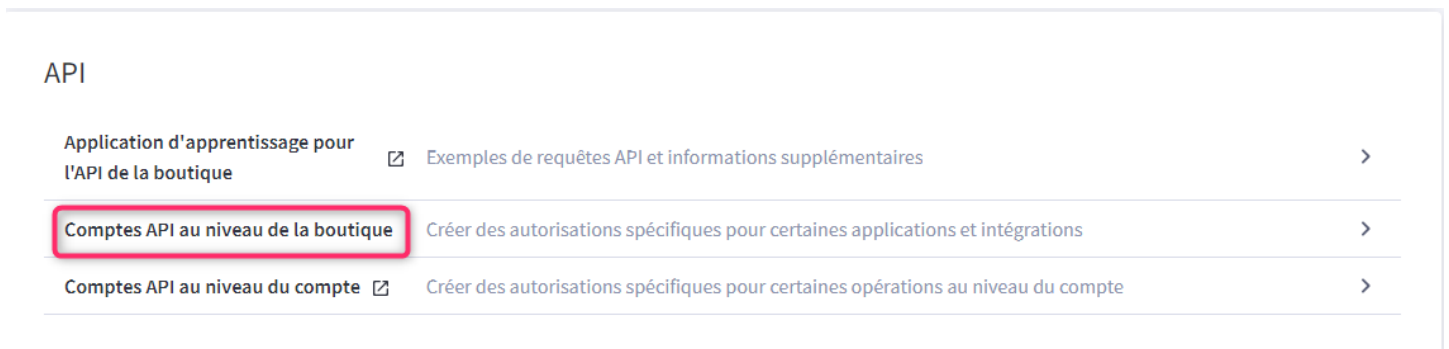 API
Application d'apprentissage pour
l'API de la boutique
Exemples de requêtes API et informations supplémentaires
Comptes API au niveau de la boutique
Créer des autorisations spécifiques pour certaines applications et intégrations
Comptes API au niveau du compte
Créer des autorisations spécifiques pour certaines opérations au niveau du compte